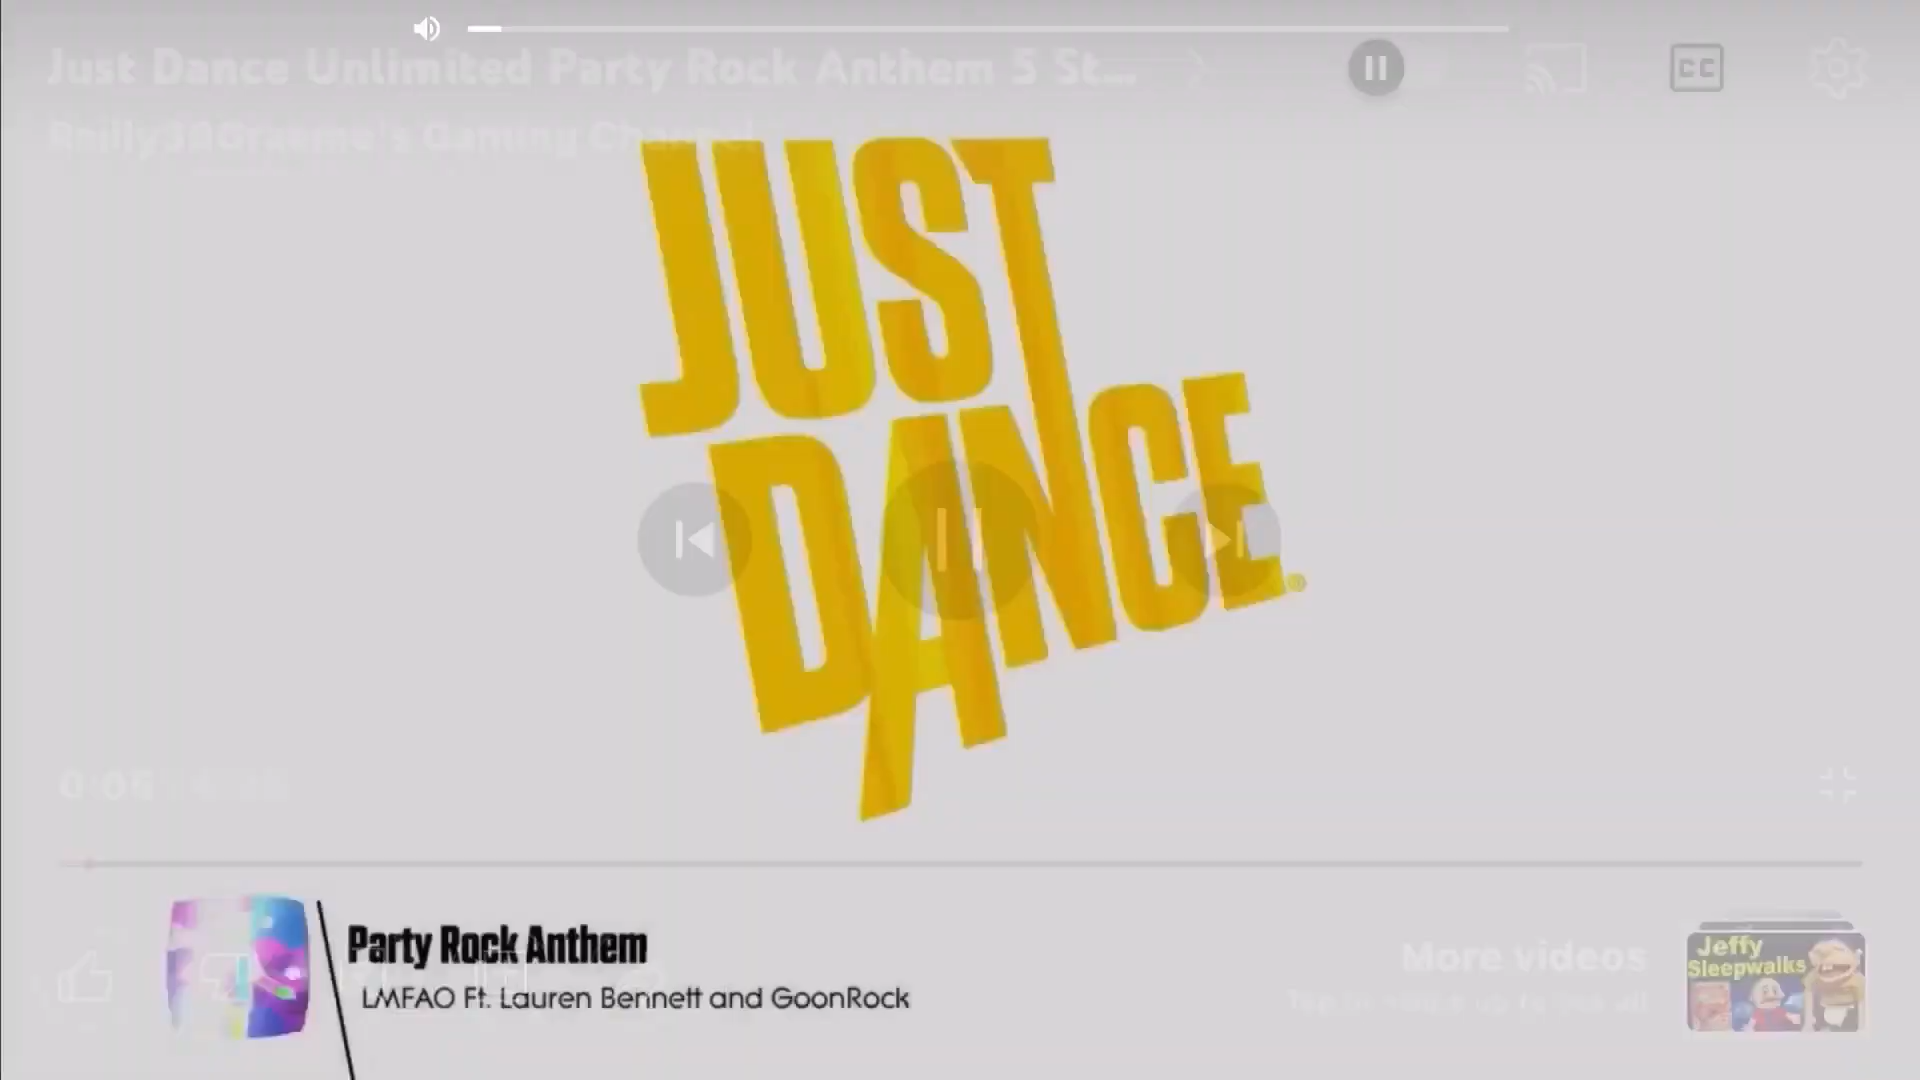 Just Dance Unlimited Party Rock Anthem 5 St...
CC
JUST
DANCE®
Party Rock Anthem
LMFAO Ft. Lauren Bennett and GoonRock
More videos
Jeffy
Sleepwalks